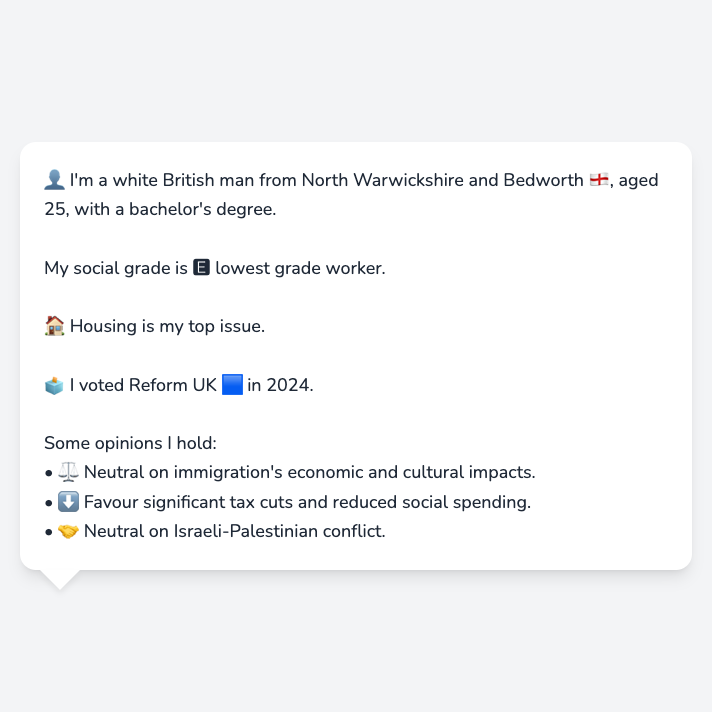 👤 I'm a white British man from North Warwickshire and Bedworth 🏴󠁧󠁢󠁥󠁮󠁧󠁿, aged
25, with a bachelor's degree.
My social grade is 🅴 lowest grade worker.
🏠 Housing is my top issue.
🗳️ I voted Reform UK 🟦 in 2024.
Some opinions I hold:
• ⚖️ Neutral on immigration's economic and cultural impacts.
• ⬇️ Favour significant tax cuts and reduced social spending.
• 🤝 Neutral on Israeli-Palestinian conflict.